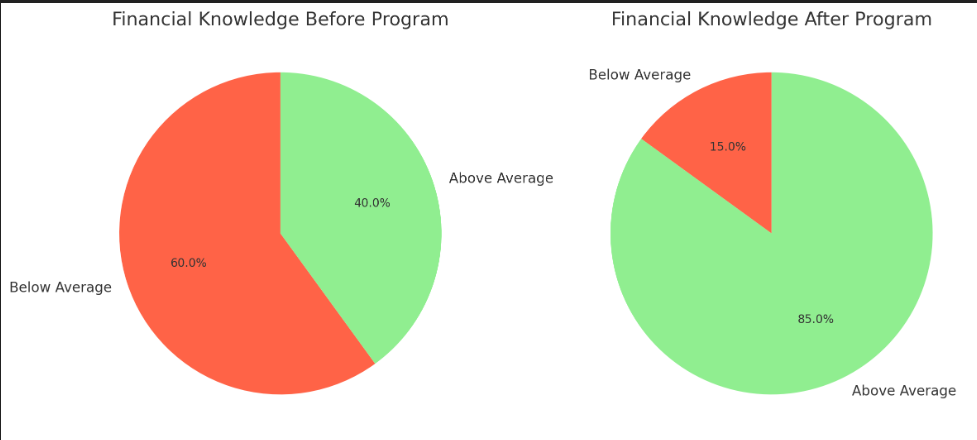 Financial Knowledge Before Program
Above Average
40.0%
60.0%
Below Average
Financial Knowledge After Program
Below Average
15.0%
85.0%
Above Average